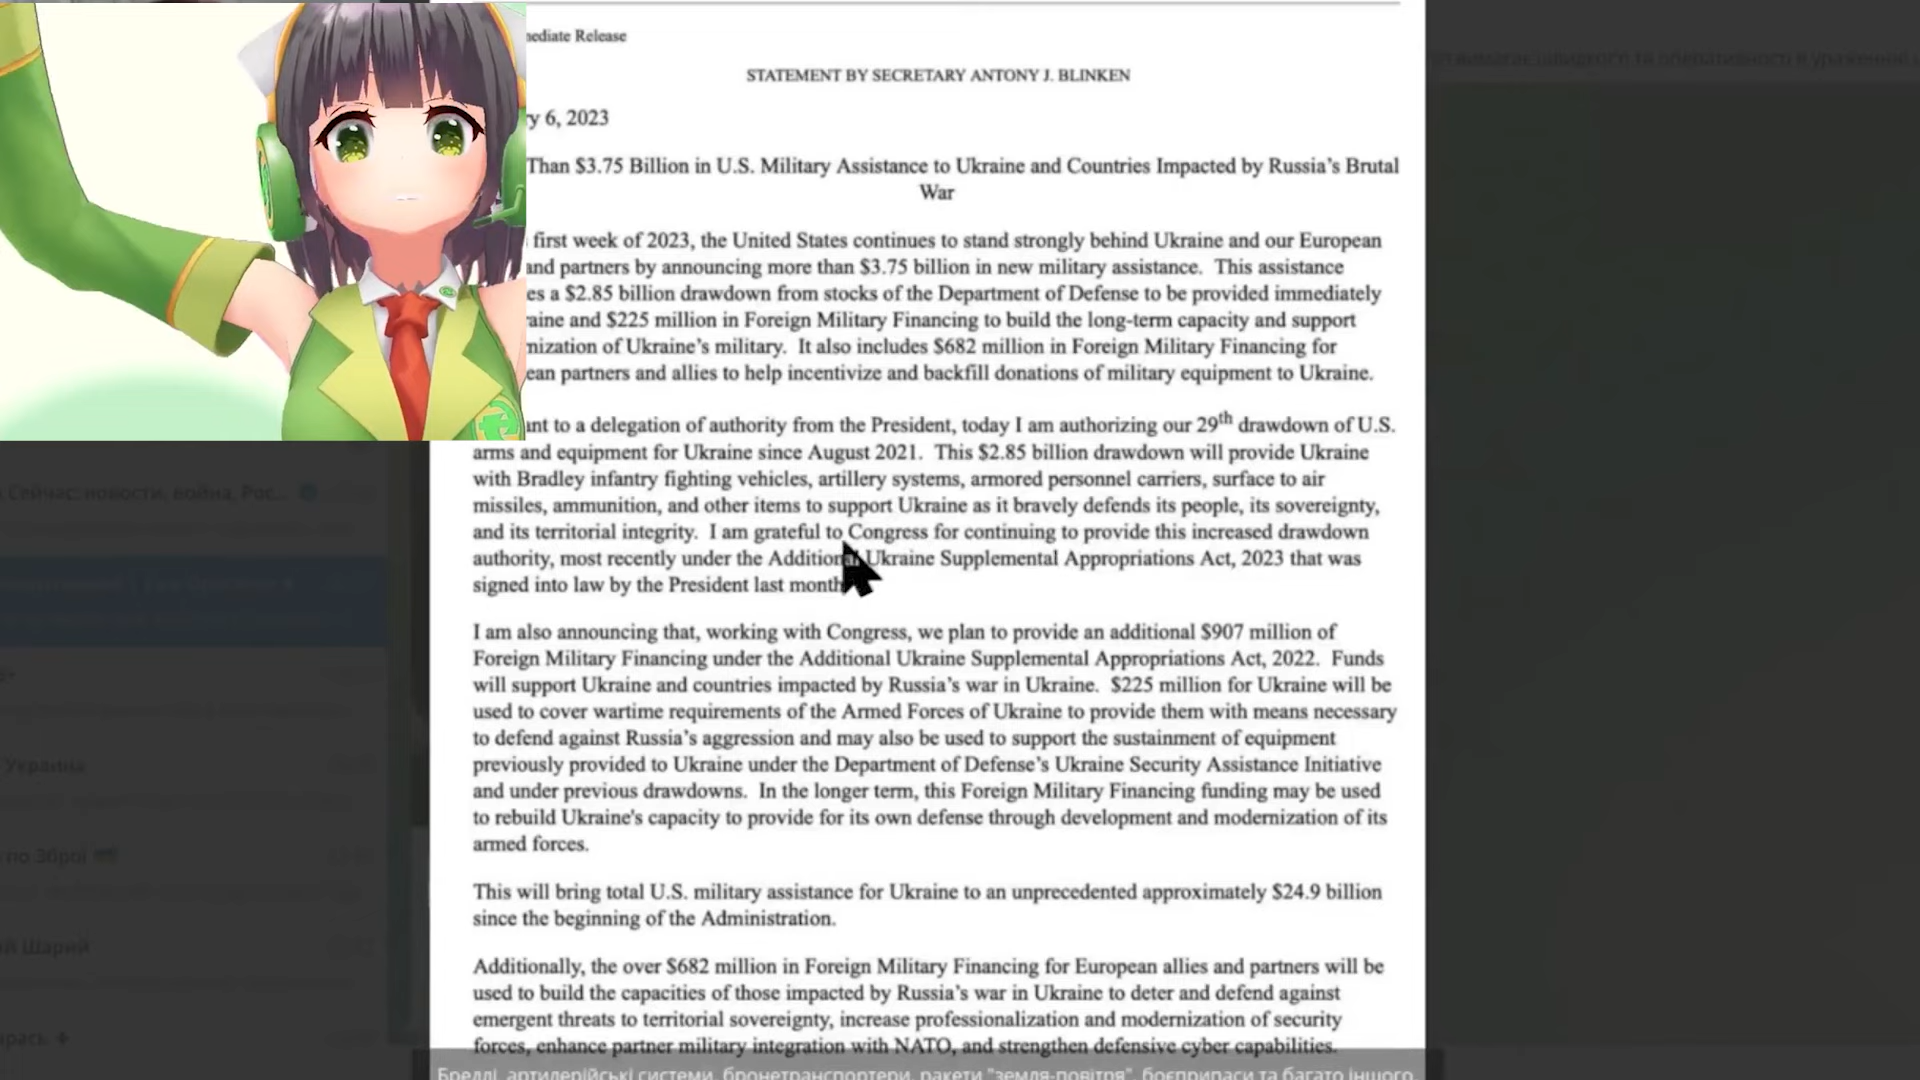 mediate Release
STATEMENT BY SECRETARY ANTONY J. BLINKEN
ry 6, 2023
Than $3.75 Billion in U.S. Military Assistance to Ukraine and Countries Impacted by Russia’s Brutal
War
first week of 2023, the United States continues to stand strongly behind Ukraine and our European
and partners by announcing more than $3.75 billion in new military assistance. This assistance
es a $2.85 billion drawdown from stocks of the Department of Defense to be provided immediately
raine and $225 million in Foreign Military Financing to build the long-term capacity and support
nization of Ukraine’s military. It also includes $682 million in Foreign Military Financing for
ean partners and allies to help incentivize and backfill donations of military equipment to Ukraine.
ant to a delegation of authority from the President, today I am authorizing our 29th drawdown of U.S.
arms and equipment for Ukraine since August 2021. This $2.85 billion drawdown will provide Ukraine
with Bradley infantry fighting vehicles, artillery systems, armored personnel carriers, surface to air
missiles, ammunition, and other items to support Ukraine as it bravely defends its people, its sovereignty,
and its territorial integrity. I am grateful to Congress for continuing to provide this increased drawdown
authority, most recently under the Additional Ukraine Supplemental Appropriations Act, 2023 that was
signed into law by the President last month
I am also announcing that, working with Congress, we plan to provide an additional $907 million of
Foreign Military Financing under the Additional Ukraine Supplemental Appropriations Act, 2022. Funds
will support Ukraine and countries impacted by Russia’s war in Ukraine. $225 million for Ukraine will be
used to cover wartime requirements of the Armed Forces of Ukraine to provide them with means necessary
to defend against Russia’s aggression and may also be used to support the sustainment of equipment
previously provided to Ukraine under the Department of Defense’s Ukraine Security Assistance Initiative
and under previous drawdowns. In the longer term, this Foreign Military Financing funding may be used
to rebuild Ukraine's capacity to provide for its own defense through development and modernization of its
armed forces.
This will bring total U.S. military assistance for Ukraine to an unprecedented approximately $24.9 billion
since the beginning of the Administration.
Additionally, the over $682 million in Foreign Military Financing for European allies and partners will be
used to build the capacities of those impacted by Russia’s war in Ukraine to deter and defend against
emergent threats to territorial sovereignty, increase professionalization and modernization of security
forces, enhance partner military integration with NATO, and strengthen defensive cyber capabilities.
Бредлі, артилерійські системи, бронетранспортери, ракети "земля-повітря", боєприпаси та багато іншого
Сейчас: новости, война, Рос...
Украина
по Зброї
й Шарий